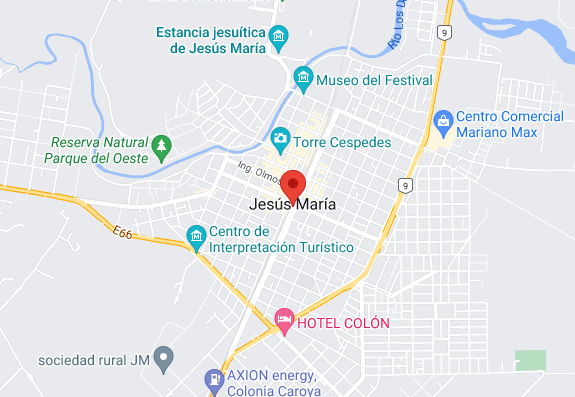 Estancia jesuítica
de Jesús María
Río Los D
9
Museo del Festival
Centro Comercial
Mariano Max
Torre Cespedes
Reserva Natural
Parque del Oeste
Ing. Olmos
9
Jesús María
E66
Centro de
Interpretación Turístico
HOTEL COLÓN
sociedad rural JM
AXION energy,
Colonia Caroya